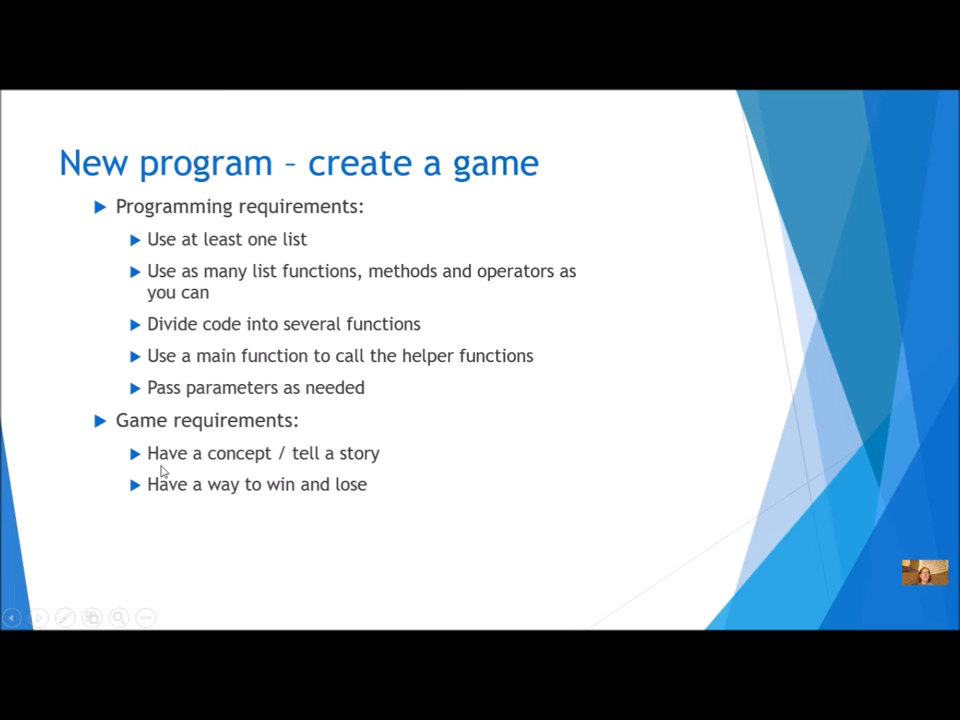 New program – create a game
Programming requirements:
Use at least one list
Use as many list functions, methods and operators as
you can
Divide code into several functions
Use a main function to call the helper functions
Pass parameters as needed
Game requirements:
Have a concept / tell a story
Have a way to win and lose